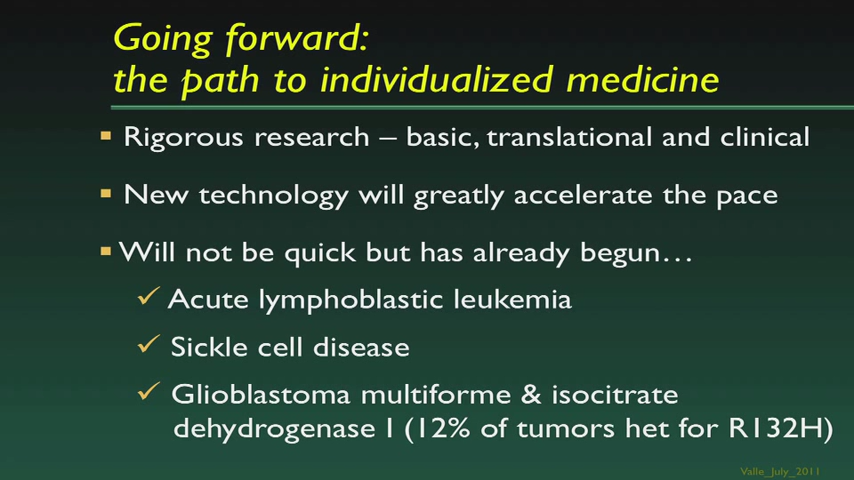 Going forward:
the path to individualized medicine
Rigorous research – basic, translational and clinical
New technology will greatly accelerate the pace
Will not be quick but has already begun…
Acute lymphoblastic leukemia
Sickle cell disease
Glioblastoma multiforme & isocitrate
dehydrogenase I (12% of tumors het for R132H)
Valle_July_2011